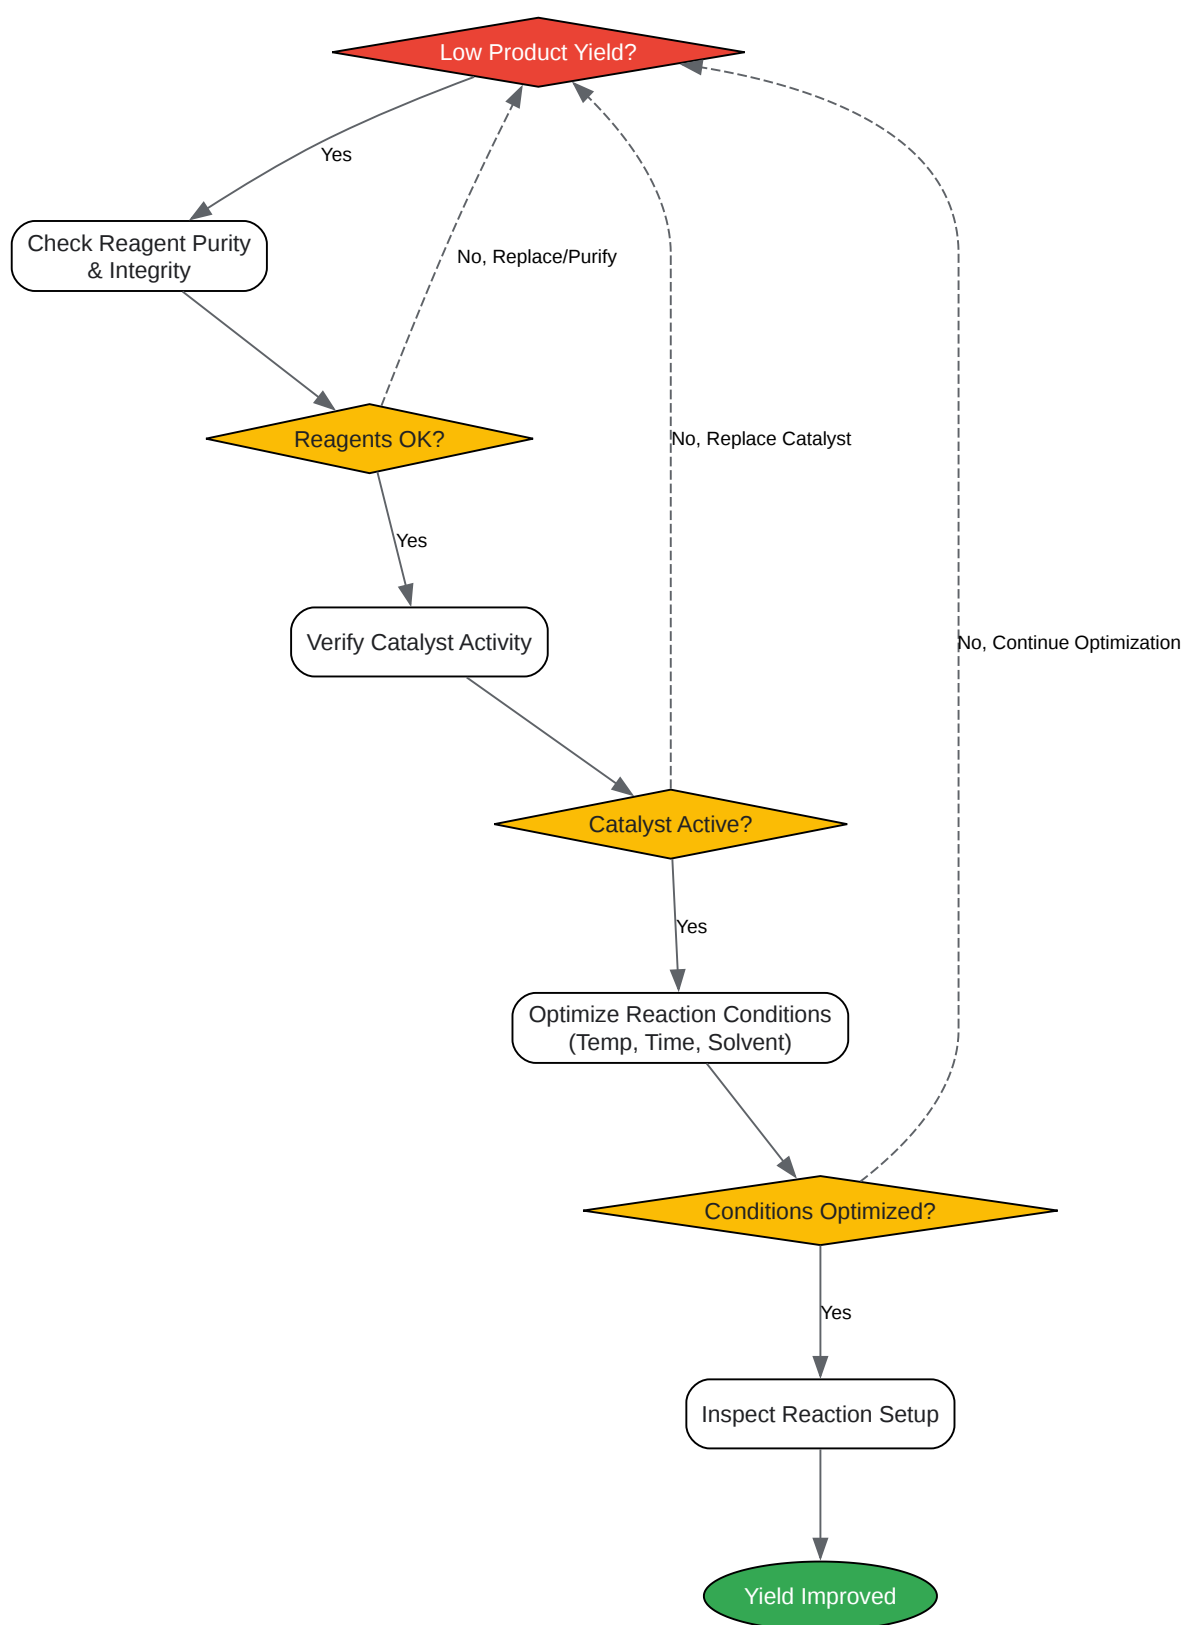 Low Product Yield?
Yes
Check Reagent Purity
& Integrity
No, Replace/Purify
Reagents OK?
No, Replace Catalyst
Yes
Verify Catalyst Activity
No, Continue Optimization
Catalyst Active?
Yes
Optimize Reaction Conditions
(Temp, Time, Solvent)
Conditions Optimized?
Yes
Inspect Reaction Setup
Yield Improved